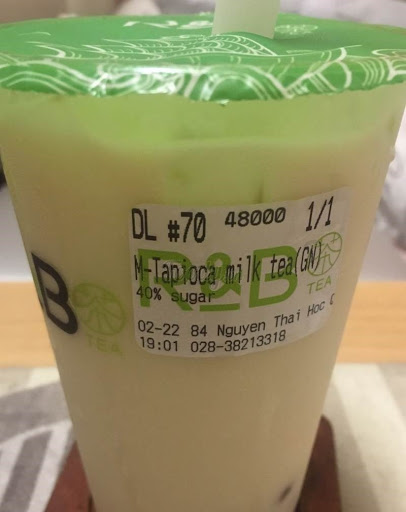 R&B
DL #70 48000 1/1
M-Tapioca milk tea(GN)
40% sugar
R&B
TEA
02-22 84 Nguyen Thai Hoc
19:01 028-38213318
B
TEA